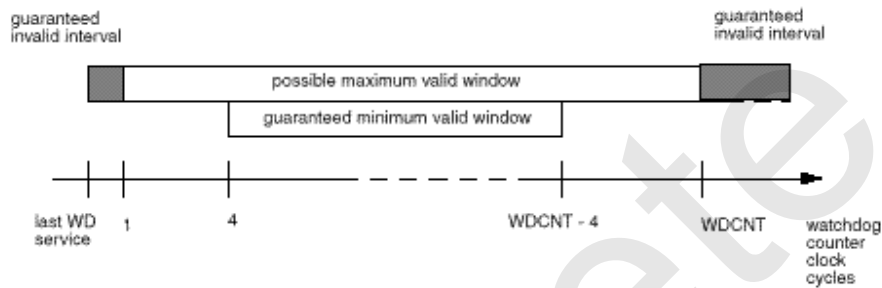 guaranteed
invalid interval
guaranteed
invalid interval
possible maximum valid window
guaranteed minimum valid window
last WD
service
1
4
WDCNT - 4
WDCNT
watchdog
counter
clock
cycles
ete